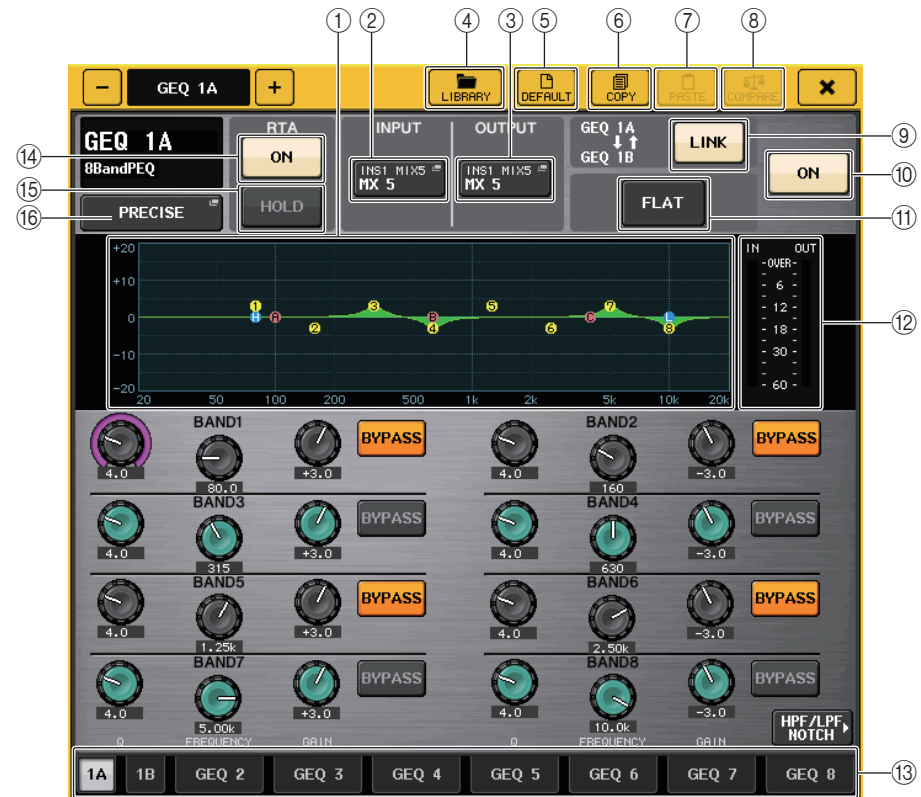 ① ② ③ ④ ⑤ ⑥ ⑦ ⑧
− GEQ 1A + LIBRARY DEFAULT COPY PASTE COMPARE ×
GEQ 1A
8BandPEQ
RTA
ON
HOLD
PRECISE
INPUT
INS1 MIX5
MX 5
OUTPUT
INS1 MIX5
MX 5
GEQ 1A
↓↑
GEQ 1B
LINK
FLAT
ON
⑨
⑩
⑪
⑭
⑮
⑯
+20
+10
0
−10
−20
20 50 100 200 500 1k 2k 5k 10k 20k
1 2 3 4 5 6 7 8
H A B C L
IN OUT
-OVER-
- 6 -
- 12 -
- 18 -
- 30 -
- 60 -
⑫
BAND1
4.0 80.0 +3.0 BYPASS
BAND2
4.0 160 −3.0 BYPASS
BAND3
4.0 315 +3.0 BYPASS
BAND4
4.0 630 −3.0 BYPASS
BAND5
4.0 1.25k +3.0 BYPASS
BAND6
4.0 2.50k −3.0 BYPASS
BAND7
4.0 5.00k +3.0 BYPASS
BAND8
4.0 10.0k −3.0 BYPASS
Q FREQUENCY GAIN Q FREQUENCY GAIN
HPF/LPF
NOTCH
1A 1B GEQ 2 GEQ 3 GEQ 4 GEQ 5 GEQ 6 GEQ 7 GEQ 8
⑬